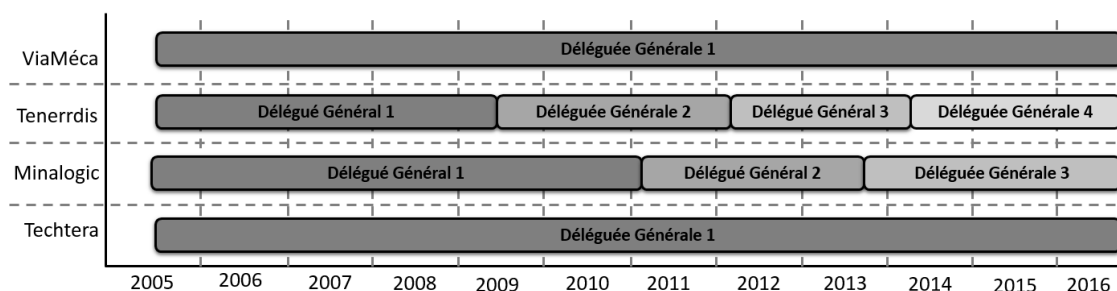 ViaMéca
Déléguée Générale 1
Tenerrdis
Délégué Général 1
Déléguée Générale 2
Délégué Général 3
Déléguée Générale 4
Minalogic
Délégué Général 1
Délégué Général 2
Déléguée Générale 3
Techtera
Déléguée Générale 1
2005 2006 2007 2008 2009 2010 2011 2012 2013 2014 2015 2016